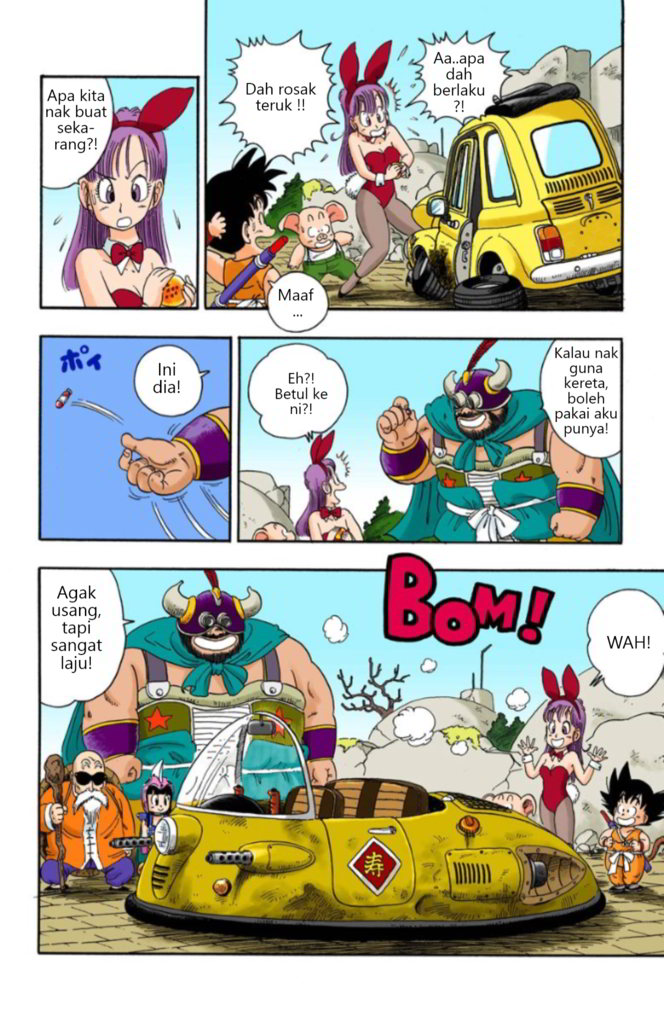 Aa..apa
dah
berlaku
?!
Dah rosak
teruk !!
Maaf
...
Apa kita
nak buat
seka-
rang?!
Kalau nak
guna
kereta,
boleh
pakai aku
punya!
Eh?!
Betul ke
ni?!
Ini
dia!
ポイ
WAH!
BOM!
Agak
usang,
tapi
sangat
laju!
寿